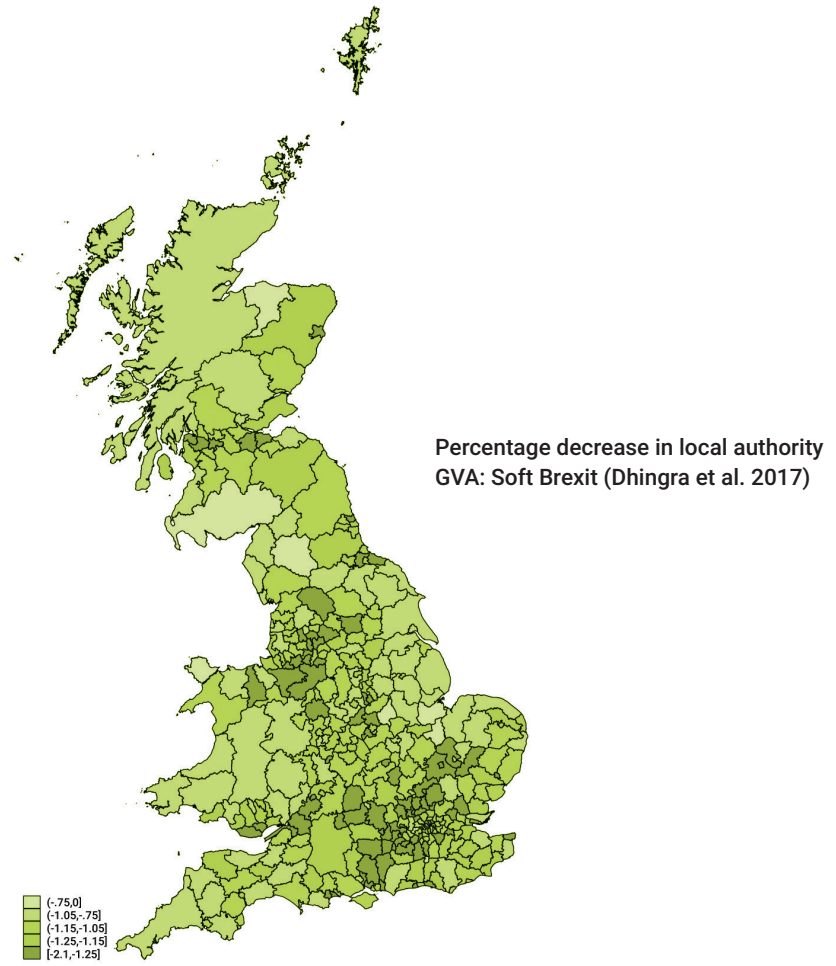 Percentage decrease in local authority
GVA: Soft Brexit (Dhingra et al. 2017)
(-.75,0]
(-1.05,-.75]
(-1.15,-1.05]
(-1.25,-1.15]
[-2.1,-1.25]